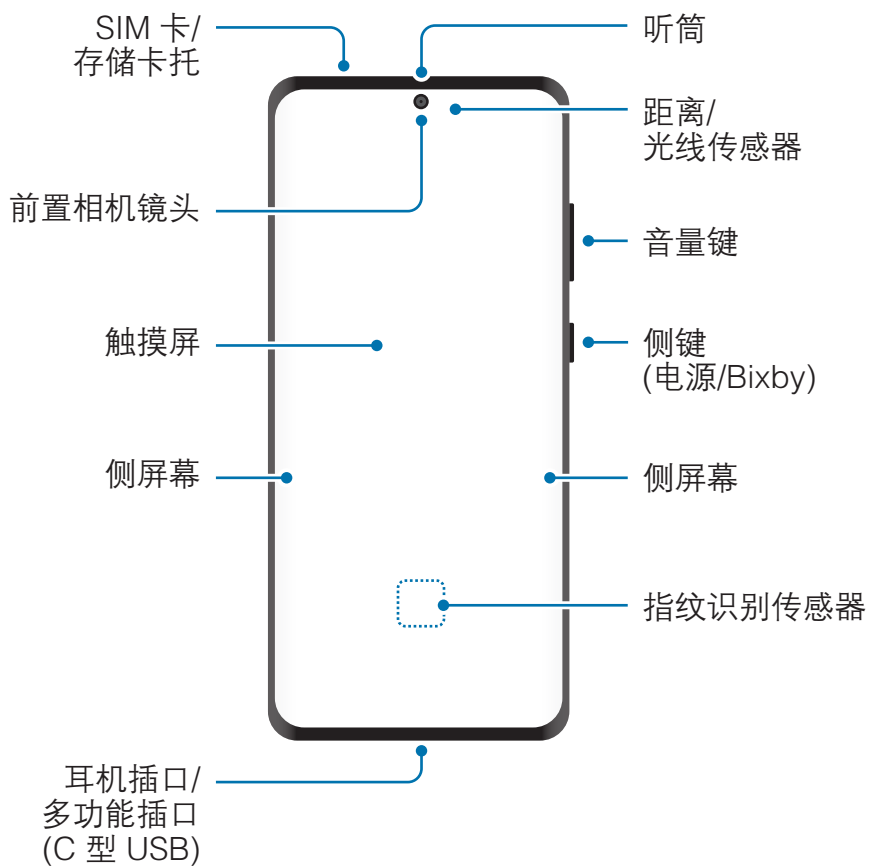 SIM 卡/
存储卡托
听筒
距离/
光线传感器
前置相机镜头
音量键
触摸屏
侧键
(电源/Bixby)
侧屏幕
侧屏幕
指纹识别传感器
耳机插口/
多功能插口
(C 型 USB)